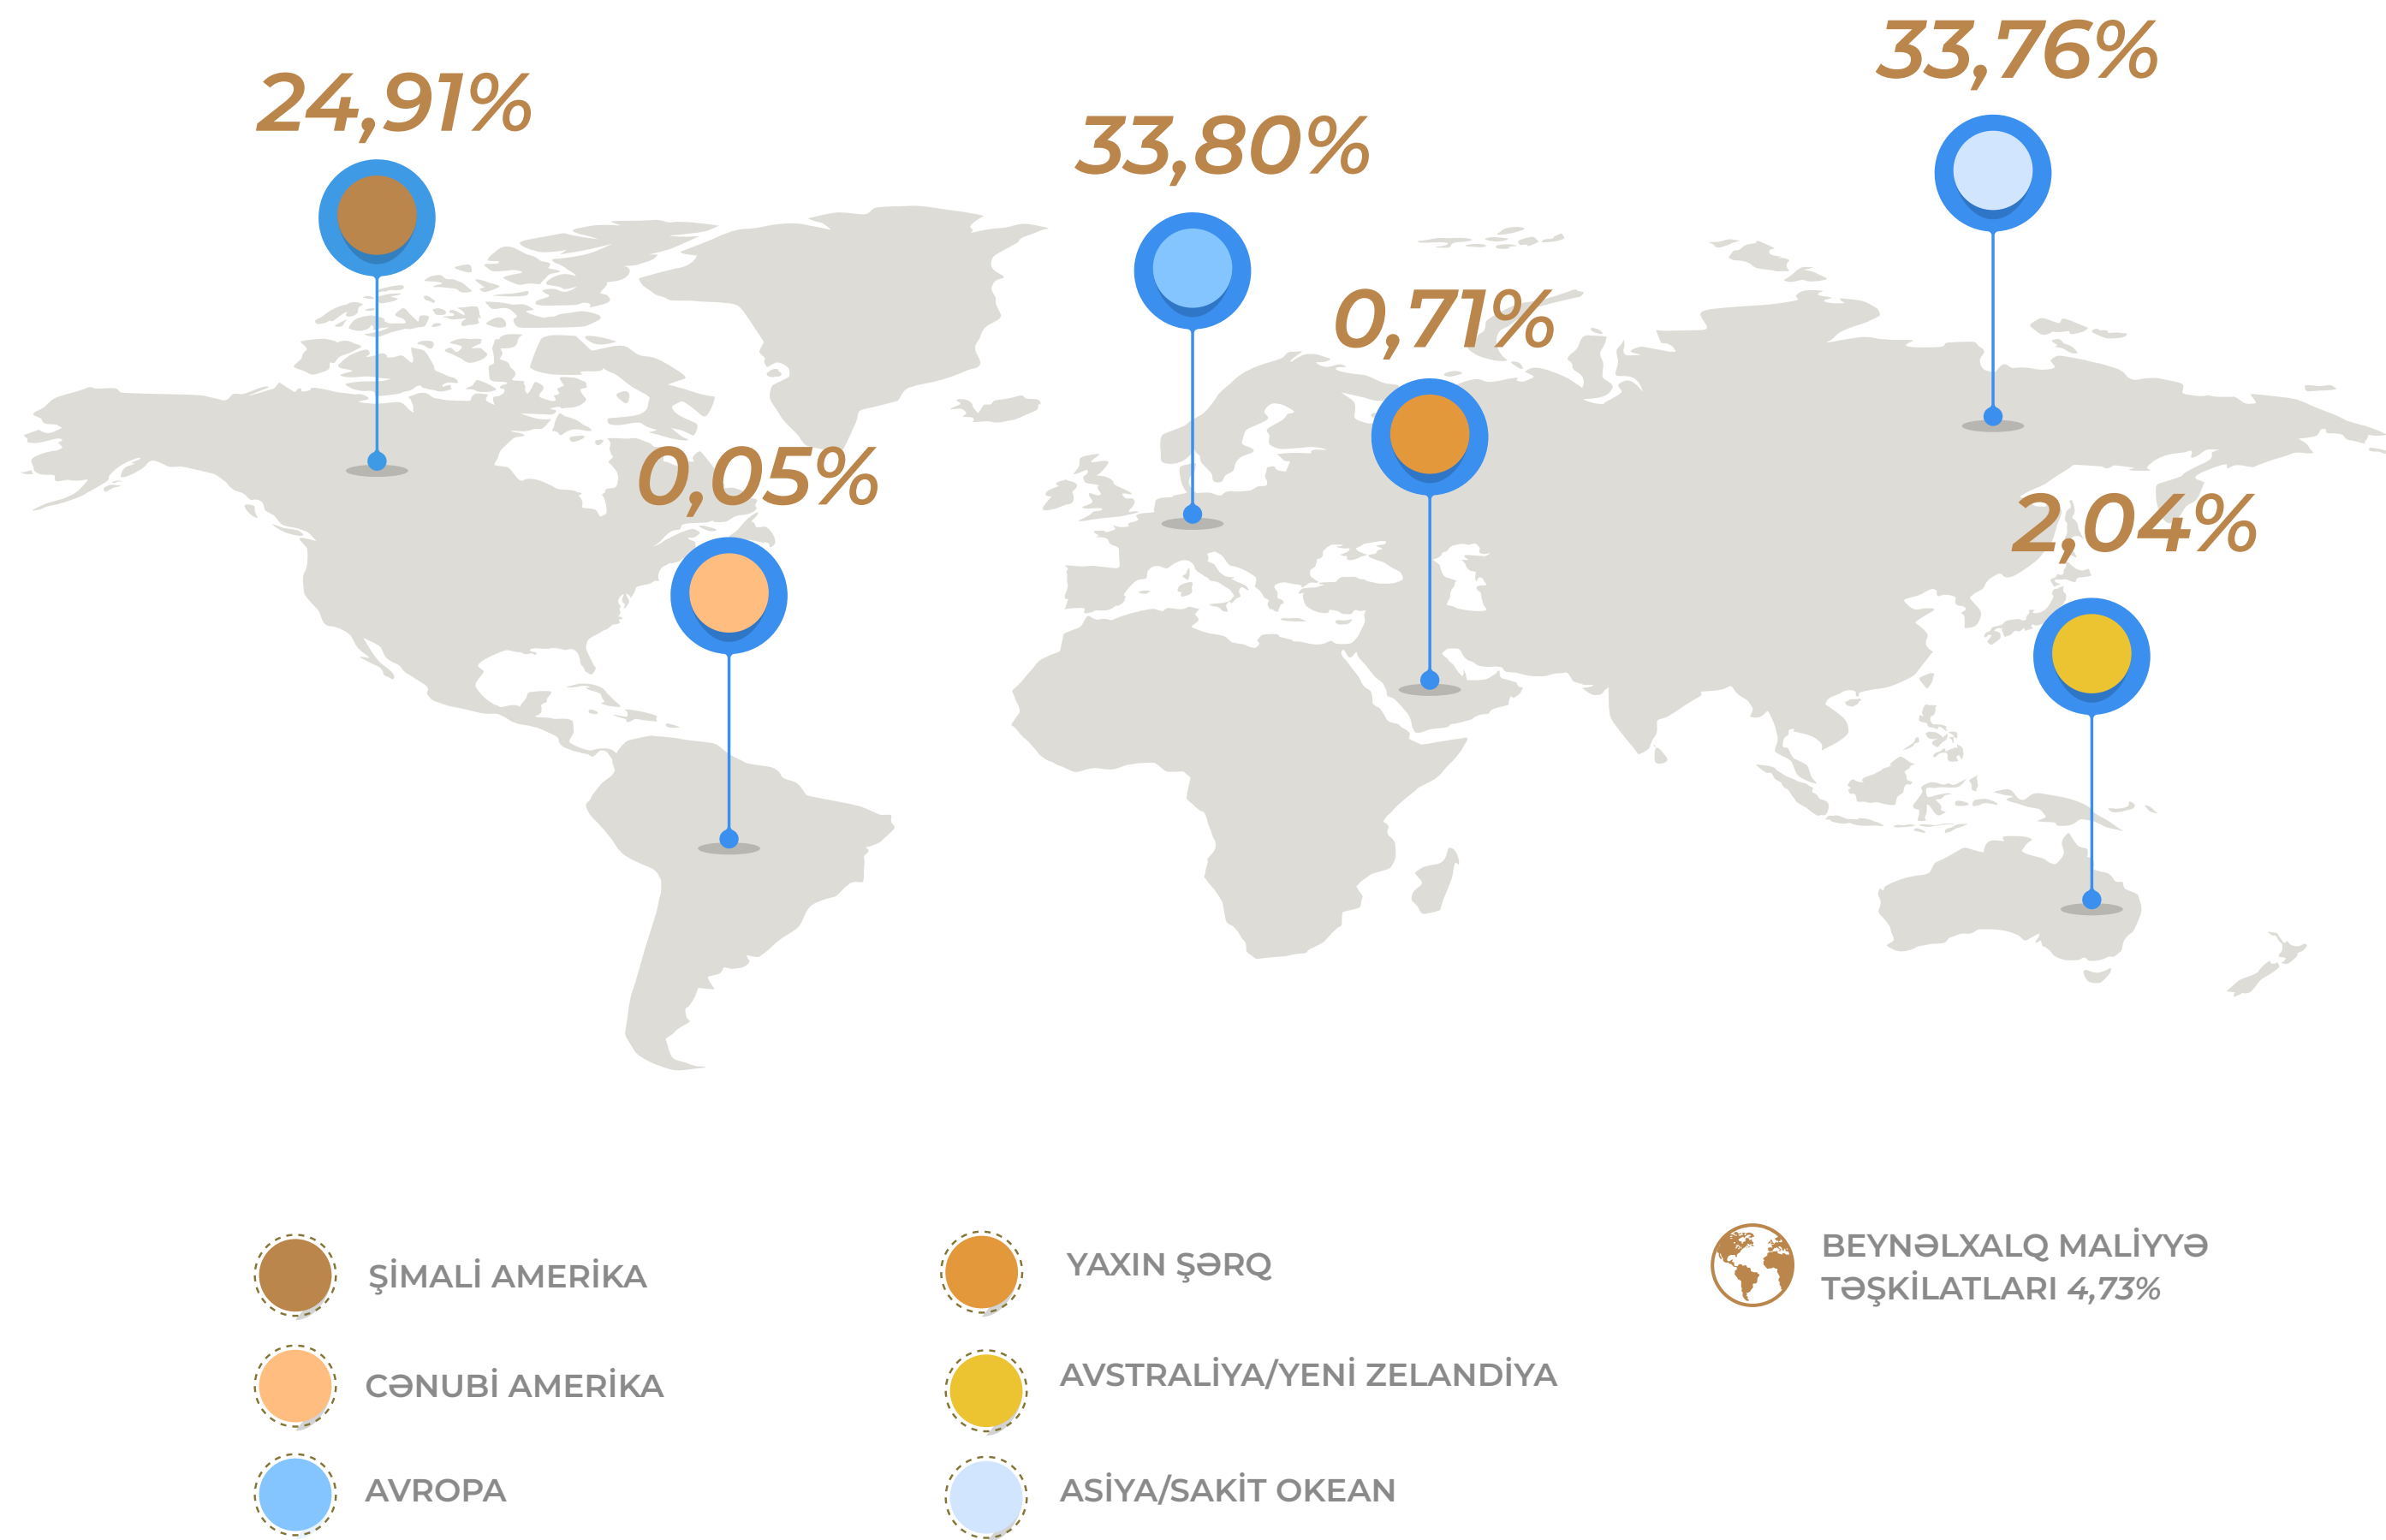 33,76%
24,91%
33,80%
0,71%
0,05%
2,04%
ŞİMALİ AMERİKA
CƏNUBİ AMERİKA
AVROPA
YAXIN ŞƏRQ
AVSTRALİYA/YENİ ZELANDİYA
ASİYA/SAKİT OKEAN
BEYNƏLXALQ MALİYYƏ
TƏŞKİLATLARI 4,73%